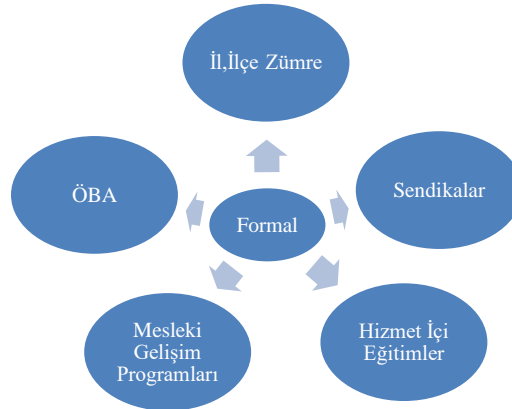 İl,İlçe Zümre
ÖBA
Sendikalar
Formal
Mesleki
Gelişim
Programları
Hizmet İçi
Eğitimler